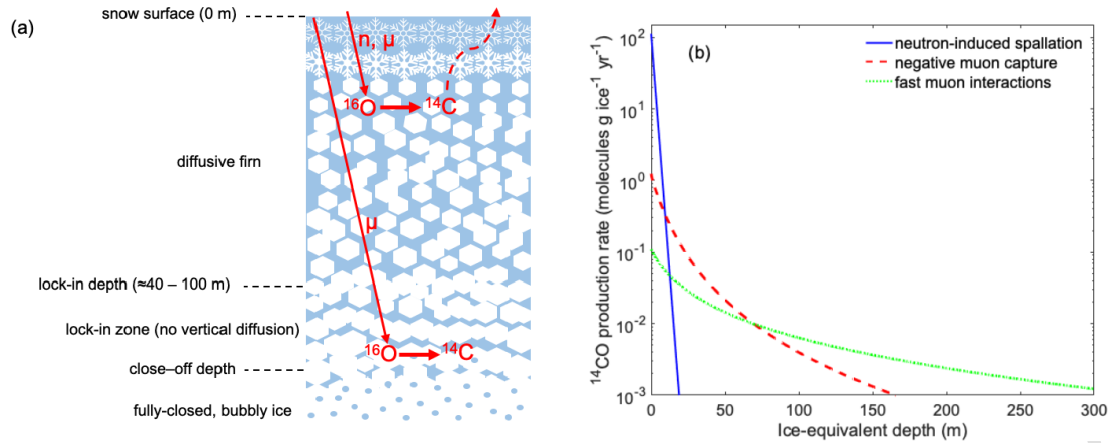 (a)
snow surface (0 m)
n, μ
¹⁶O
¹⁴C
diffusive firn
μ
lock-in depth (≈40 – 100 m)
lock-in zone (no vertical diffusion)
¹⁶O
¹⁴C
close–off depth
fully-closed, bubbly ice
(b)
neutron-induced spallation
negative muon capture
fast muon interactions
¹⁴CO production rate (molecules g ice⁻¹ yr⁻¹)
10²
10¹
10⁰
10⁻¹
10⁻²
10⁻³
0
50
100
150
200
250
300
Ice-equivalent depth (m)